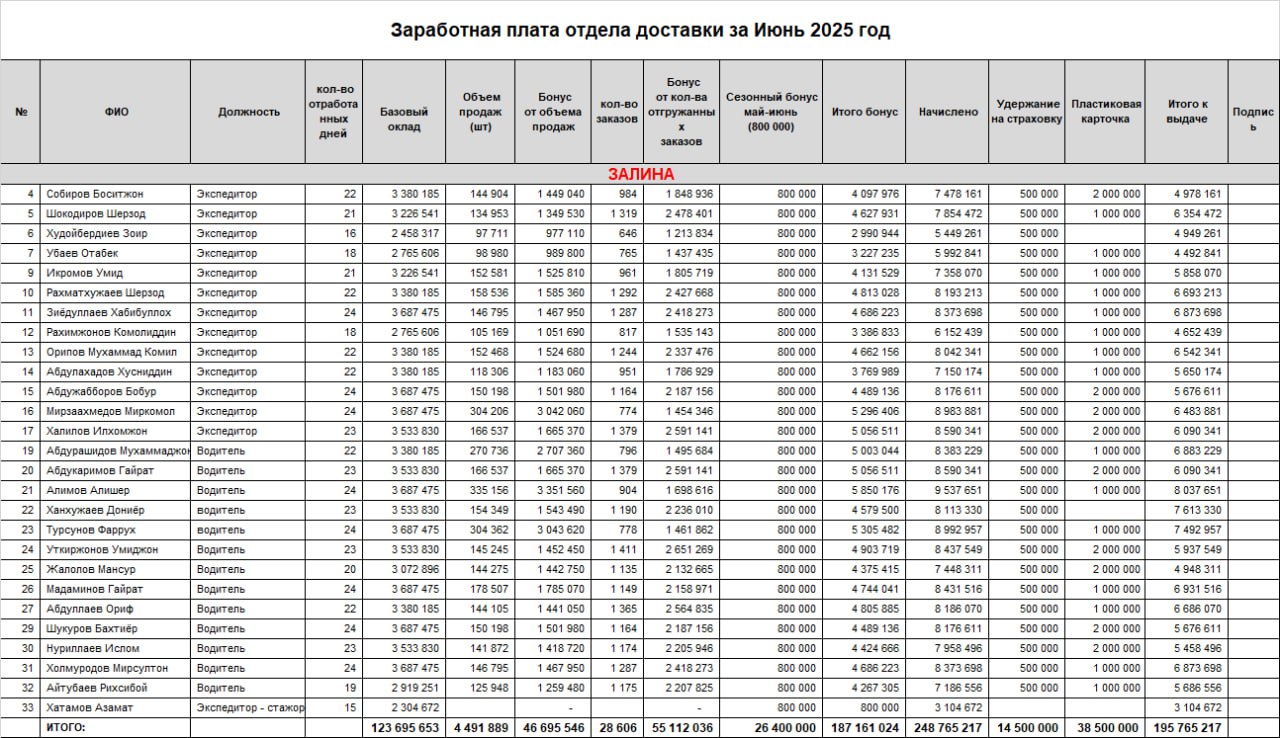 Заработная плата отдела доставки за Июнь 2025 год
№ ФИО Должность кол-во отработанных дней Базовый оклад Объем продаж (шт) Бонус от объема продаж кол-во заказов Бонус от кол-ва отгружанных заказов Сезонный бонус май-июнь (800 000) Итого бонус Начислено Удержание на страховку Пластиковая карточка Итого к выдаче Подпись
ЗАЛИНА
4 Собиров Боситжон Экспедитор 22 3 380 185 144 904 1 449 040 984 1 848 936 800 000 4 097 976 7 478 161 500 000 2 000 000 4 978 161
5 Шокодиров Шерзод Экспедитор 21 3 226 541 134 953 1 349 530 1 319 2 478 401 800 000 4 627 931 7 854 472 500 000 1 000 000 6 354 472
6 Худойбердиев Зоир Экспедитор 16 2 458 317 97 711 977 110 646 1 213 834 800 000 2 990 944 5 449 261 500 000 4 949 261
7 Убаев Отабек Экспедитор 18 2 765 606 98 980 989 800 765 1 437 435 800 000 3 227 235 5 992 841 500 000 1 000 000 4 492 841
9 Икромов Умид Экспедитор 21 3 226 541 152 581 1 525 810 961 1 805 719 800 000 4 131 529 7 358 070 500 000 1 000 000 5 858 070
10 Рахматхужаев Шерзод Экспедитор 22 3 380 185 158 536 1 585 360 1 292 2 427 668 800 000 4 813 028 8 193 213 500 000 1 000 000 6 693 213
11 Зиёдуллаев Хабибуллох Экспедитор 24 3 687 475 146 795 1 467 950 1 287 2 418 273 800 000 4 686 223 8 373 698 500 000 1 000 000 6 873 698
12 Рахимжонов Комолиддин Экспедитор 18 2 765 606 105 169 1 051 690 817 1 535 143 800 000 3 386 833 6 152 439 500 000 1 000 000 4 652 439
13 Орипов Мухаммад Комил Экспедитор 22 3 380 185 152 468 1 524 680 1 244 2 337 476 800 000 4 662 156 8 042 341 500 000 1 000 000 6 542 341
14 Абдулахадов Хусниддин Экспедитор 22 3 380 185 118 306 1 183 060 951 1 786 929 800 000 3 769 989 7 150 174 500 000 1 000 000 5 650 174
15 Абдужабборов Бобур Экспедитор 24 3 687 475 150 198 1 501 980 1 164 2 187 156 800 000 4 489 136 8 176 611 500 000 2 000 000 5 676 611
16 Мирзаахмедов Миркомол Экспедитор 24 3 687 475 304 206 3 042 060 774 1 454 346 800 000 5 296 406 8 983 881 500 000 2 000 000 6 483 881
17 Халилов Илхомжон Экспедитор 23 3 533 830 166 537 1 665 370 1 379 2 591 141 800 000 5 056 511 8 590 341 500 000 2 000 000 6 090 341
19 Абдурашидов Мухаммаджон Водитель 22 3 380 185 270 736 2 707 360 796 1 495 684 800 000 5 003 044 8 383 229 500 000 1 000 000 6 883 229
20 Абдукаримов Гайрат Водитель 23 3 533 830 166 537 1 665 370 1 379 2 591 141 800 000 5 056 511 8 590 341 500 000 2 000 000 6 090 341
21 Алимов Алишер Водитель 24 3 687 475 335 156 3 351 560 904 1 698 616 800 000 5 850 176 9 537 651 500 000 1 000 000 8 037 651
22 Ханхужаев Дониёр водитель 23 3 533 830 154 349 1 543 490 1 190 2 236 010 800 000 4 579 500 8 113 330 500 000 7 613 330
23 Турсунов Фаррух водитель 24 3 687 475 304 362 3 043 620 778 1 461 862 800 000 5 305 482 8 992 957 500 000 1 000 000 7 492 957
24 Уткиржонов Умиджон Водитель 23 3 533 830 145 245 1 452 450 1 411 2 651 269 800 000 4 903 719 8 437 549 500 000 2 000 000 5 937 549
25 Жалолов Мансур Водитель 20 3 072 896 144 275 1 442 750 1 135 2 132 665 800 000 4 375 415 7 448 311 500 000 2 000 000 4 948 311
26 Мадаминов Гайрат Водитель 24 3 687 475 178 507 1 785 070 1 149 2 158 971 800 000 4 744 041 8 431 516 500 000 1 000 000 6 931 516
27 Абдуллаев Ориф Водитель 22 3 380 185 144 105 1 441 050 1 365 2 564 835 800 000 4 805 885 8 186 070 500 000 1 000 000 6 686 070
29 Шукуров Бахтиёр Водитель 24 3 687 475 150 198 1 501 980 1 164 2 187 156 800 000 4 489 136 8 176 611 500 000 2 000 000 5 676 611
30 Нуриллаев Ислом Водитель 23 3 533 830 141 872 1 418 720 1 174 2 205 946 800 000 4 424 666 7 958 496 500 000 2 000 000 5 458 496
31 Холмуродов Мирсултон Водитель 24 3 687 475 146 795 1 467 950 1 287 2 418 273 800 000 4 686 223 8 373 698 500 000 1 000 000 6 873 698
32 Айтубаев Рихсибой Водитель 19 2 919 251 125 948 1 259 480 1 175 2 207 825 800 000 4 267 305 7 186 556 500 000 1 000 000 5 686 556
33 Хатамов Азамат Экспедитор - стажор 15 2 304 672 - - 800 000 800 000 3 104 672 3 104 672
ИТОГО: 123 695 653 4 491 889 46 695 546 28 606 55 112 036 26 400 000 187 161 024 248 765 217 14 500 000 38 500 000 195 765 217